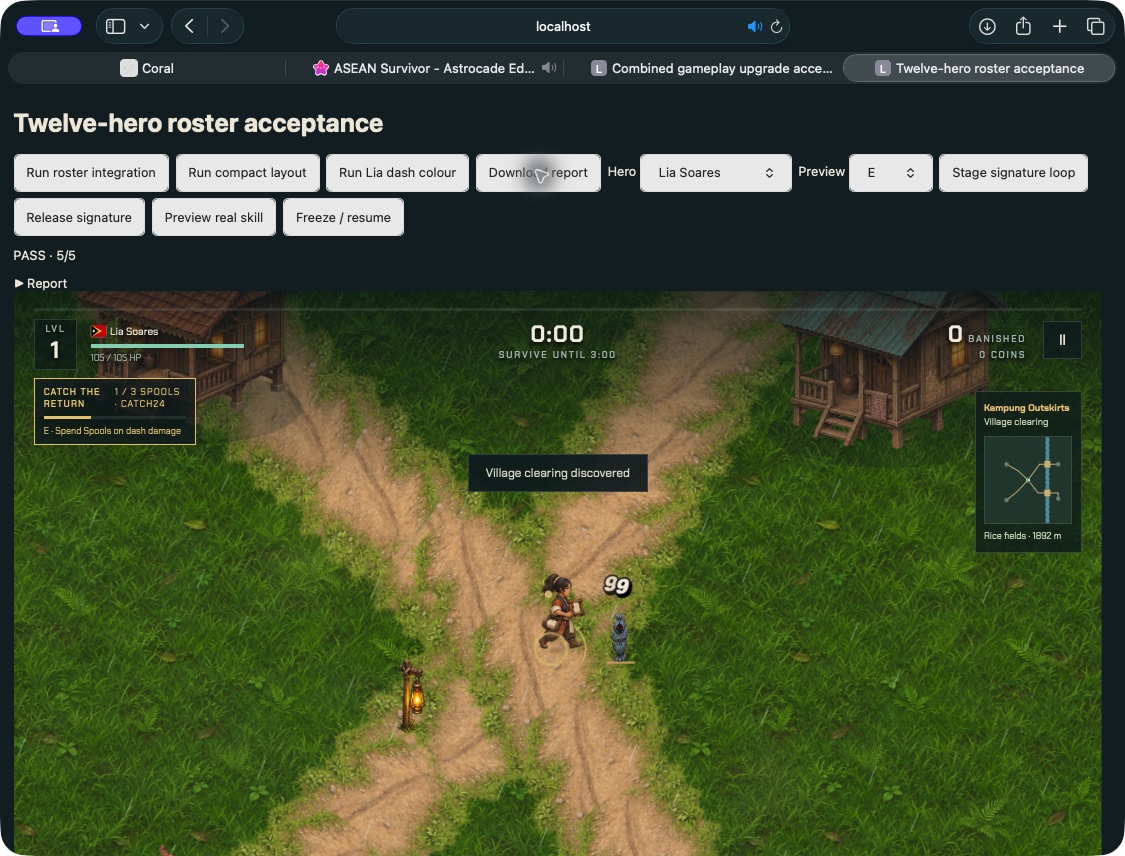 localhost
Coral
ASEAN Survivor - Astrocade Ed...
L Combined gameplay upgrade acce...
L Twelve-hero roster acceptance
Twelve-hero roster acceptance
Run roster integration
Run compact layout
Run Lia dash colour
Download report
Hero
Lia Soares
Preview
E
Stage signature loop
Release signature
Preview real skill
Freeze / resume
PASS · 5/5
Report
LVL
1
Lia Soares
105 / 105 HP
0:00
SURVIVE UNTIL 3:00
0 BANISHED
0 COINS
CATCH THE
RETURN
1 / 3 SPOOLS
· CATCH24
E · Spend Spools on dash damage
Kampung Outskirts
Village clearing
Rice fields · 1892 m
Village clearing discovered
99